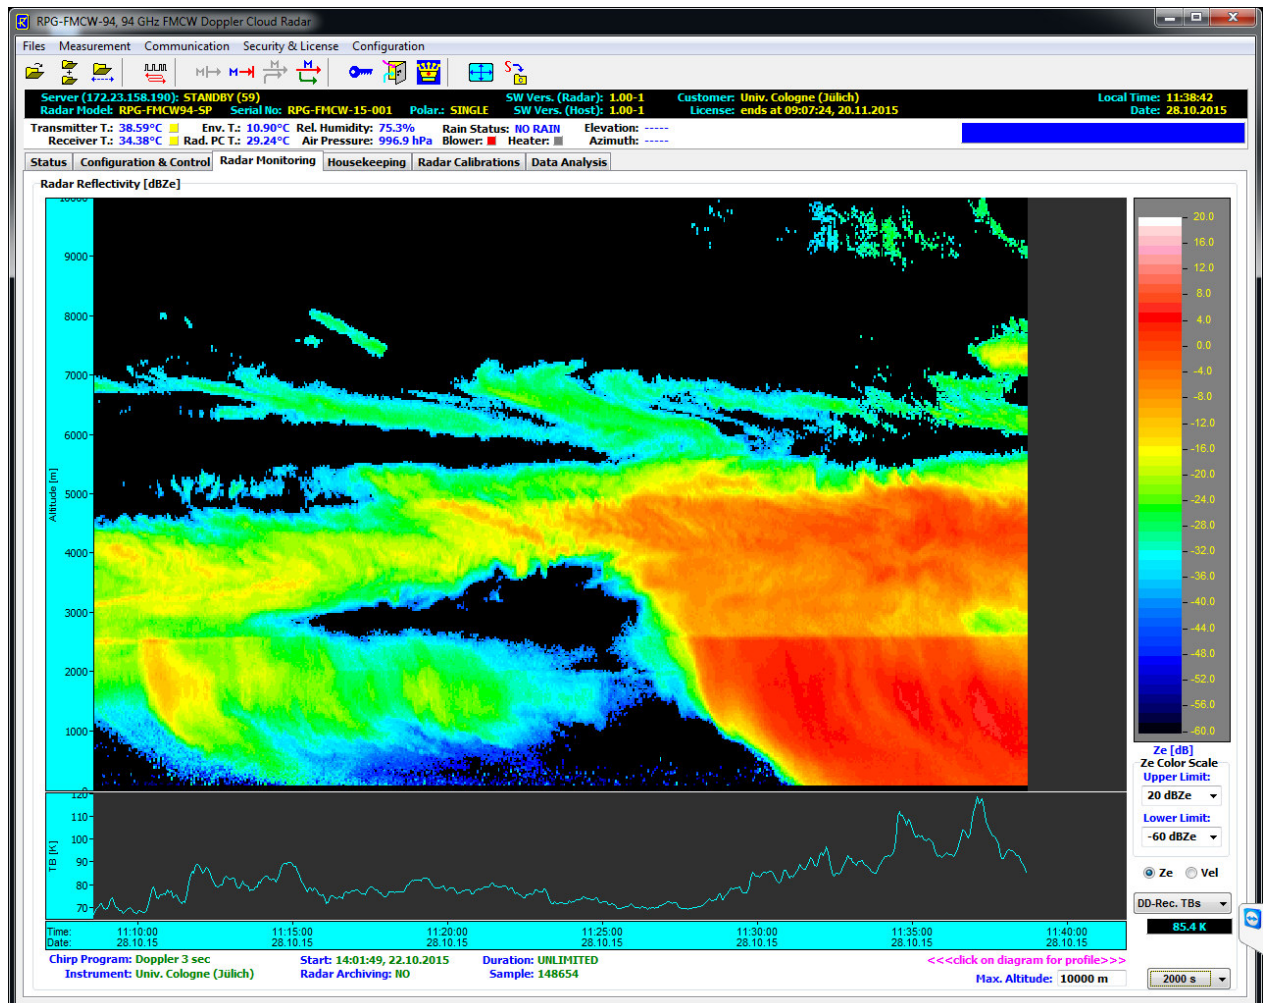 RPG-FMCW-94, 94 GHz FMCW Doppler Cloud Radar
Files Measurement Communication Security & License Configuration
Server (172.23.158.190): STANDBY (59) SW Vers. (Radar): 1.00-1 Customer: Univ. Cologne (Jülich) Local Time: 11:38:42
Radar Model: RPG-FMCW94-SP Serial No: RPG-FMCW-15-001 Polar.: SINGLE SW Vers. (Host): 1.00-1 License: ends at 09:07:24, 20.11.2015 Date: 28.10.2015
Transmitter T.: 38.59°C Env. T.: 10.90°C Rel. Humidity: 75.3% Rain Status: NO RAIN Elevation: -----
Receiver T.: 34.38°C Rad. PC T.: 29.24°C Air Pressure: 996.9 hPa Blower: Heater: Azimuth: -----
Status Configuration & Control Radar Monitoring Housekeeping Radar Calibrations Data Analysis
Radar Reflectivity [dBZe]
10000
9000
8000
7000
6000
5000
4000
3000
2000
1000
0
Altitude [m]
20.0
16.0
12.0
8.0
4.0
0.0
-4.0
-8.0
-12.0
-16.0
-20.0
-24.0
-28.0
-32.0
-36.0
-40.0
-44.0
-48.0
-52.0
-56.0
-60.0
Ze [dB]
Ze Color Scale
Upper Limit:
20 dBZe
Lower Limit:
-60 dBZe
Ze Vel
DD-Rec. TBs
85.4 K
120
110
100
90
80
70
TB [K]
Time: 11:10:00 11:15:00 11:20:00 11:25:00 11:30:00 11:35:00 11:40:00
Date: 28.10.15 28.10.15 28.10.15 28.10.15 28.10.15 28.10.15 28.10.15
Chirp Program: Doppler 3 sec Start: 14:01:49, 22.10.2015 Duration: UNLIMITED <<<click on diagram for profile>>>
Instrument: Univ. Cologne (Jülich) Radar Archiving: NO Sample: 148654 Max. Altitude: 10000 m 2000 s